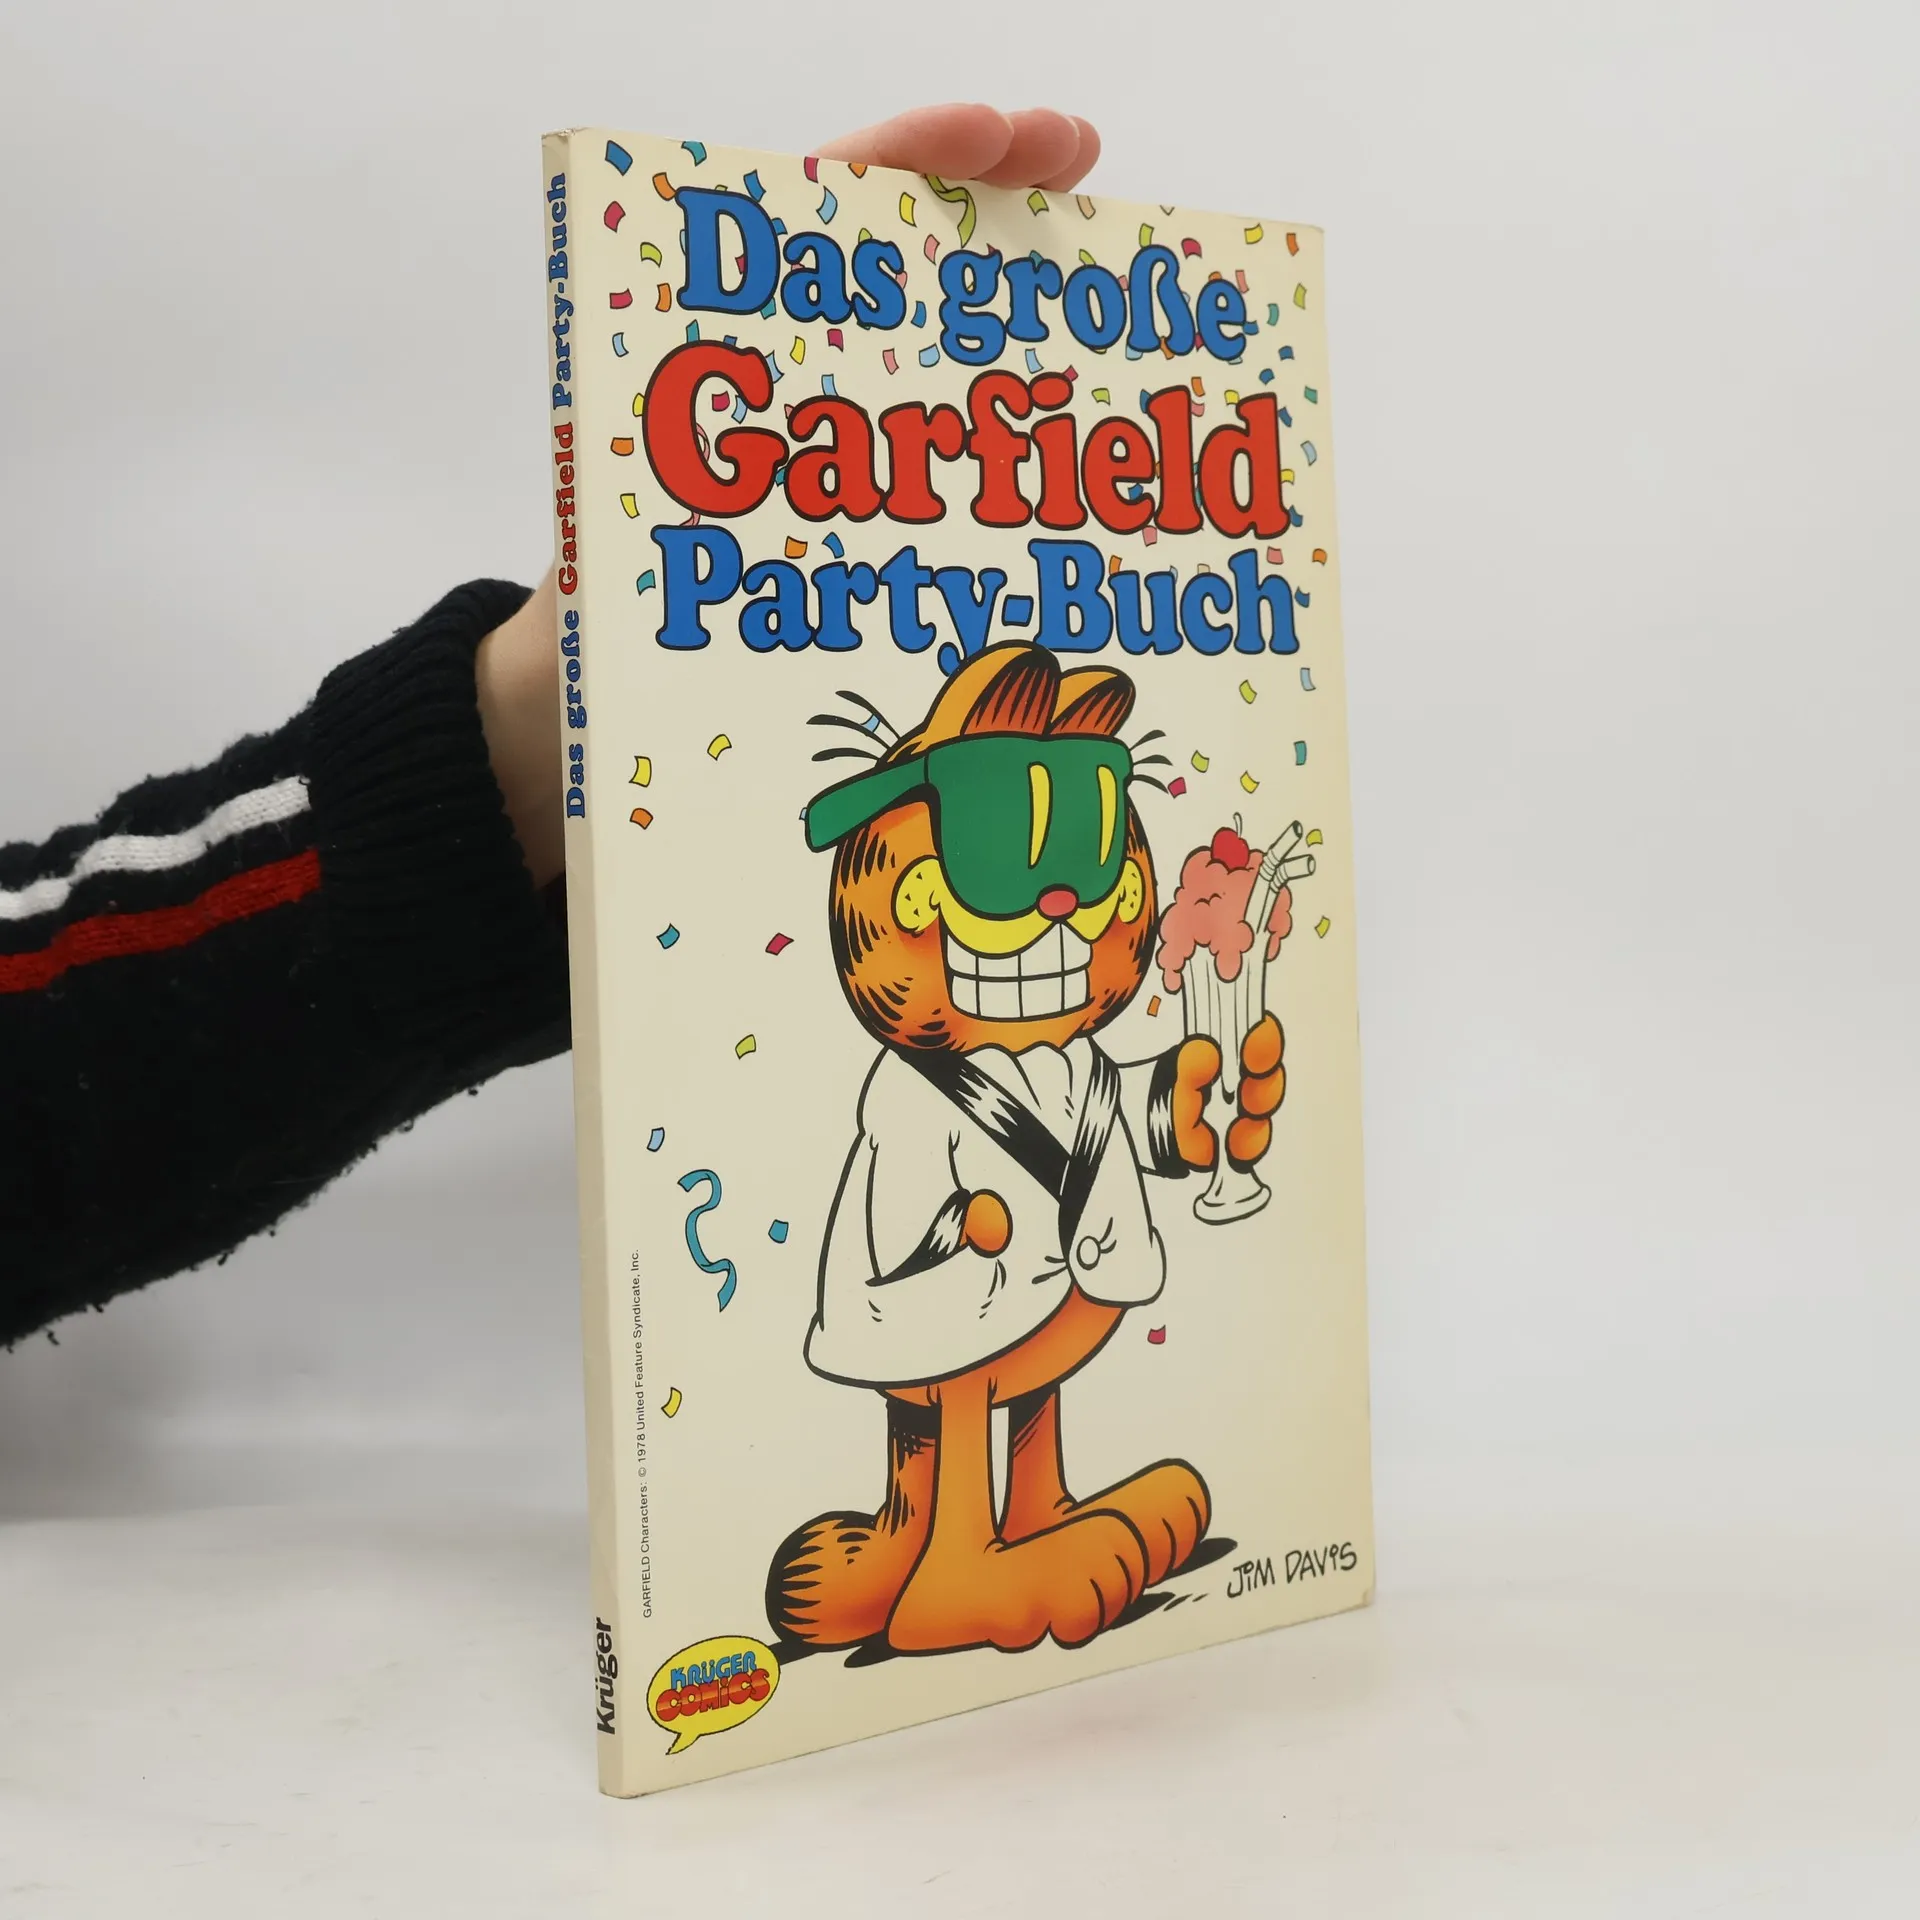 Das große
Garfield
Party-Buch
Das große Garfield Party-Buch
GARFIELD Characters: © 1978 United Feature Syndicate, Inc.
JIM DAVIS
KRÜGER
COMICS
Krüger